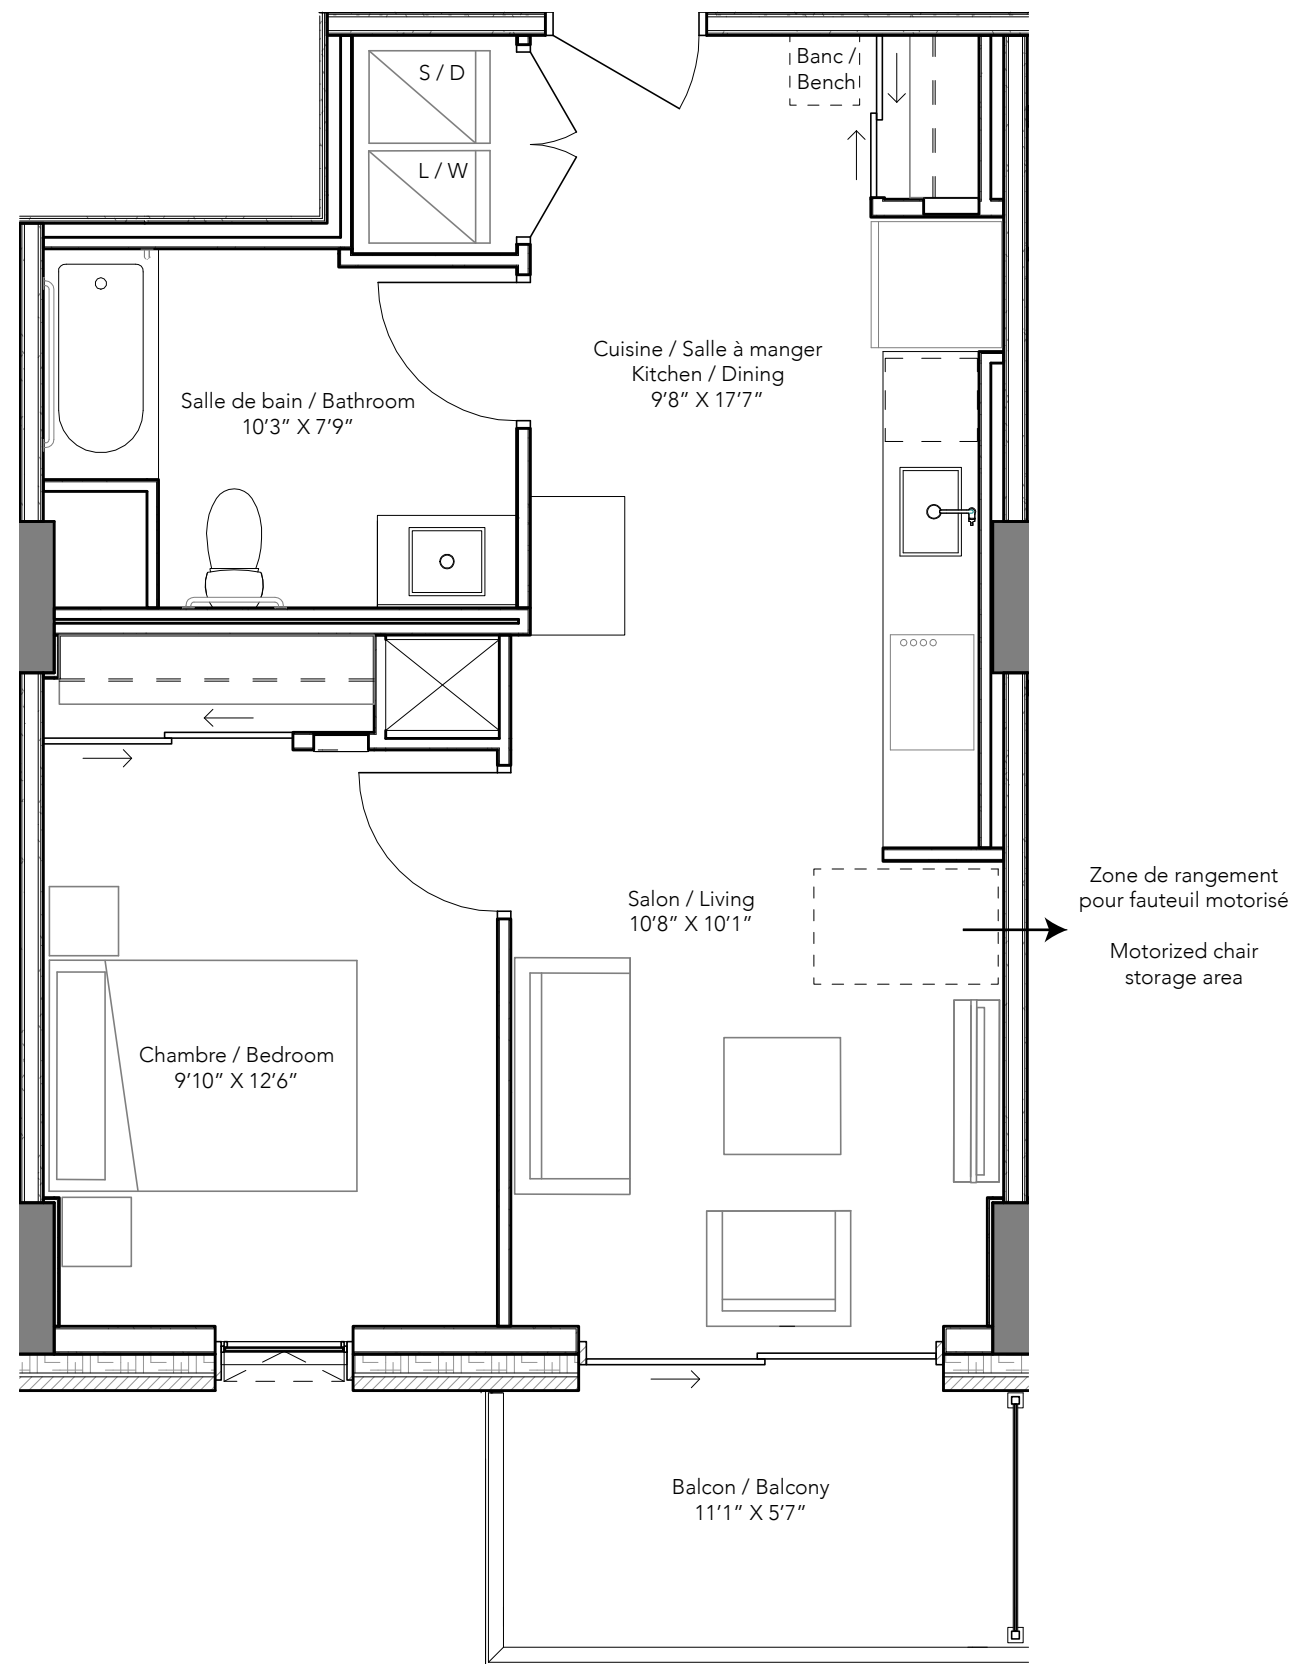 Banc /
Bench
S / D
L / W
Cuisine / Salle à manger
Kitchen / Dining
9’8” X 17’7”
Salle de bain / Bathroom
10’3” X 7’9”
Salon / Living
10’8” X 10’1”
Zone de rangement
pour fauteuil motorisé
Motorized chair
storage area
Chambre / Bedroom
9’10” X 12’6”
Balcon / Balcony
11’1” X 5’7”